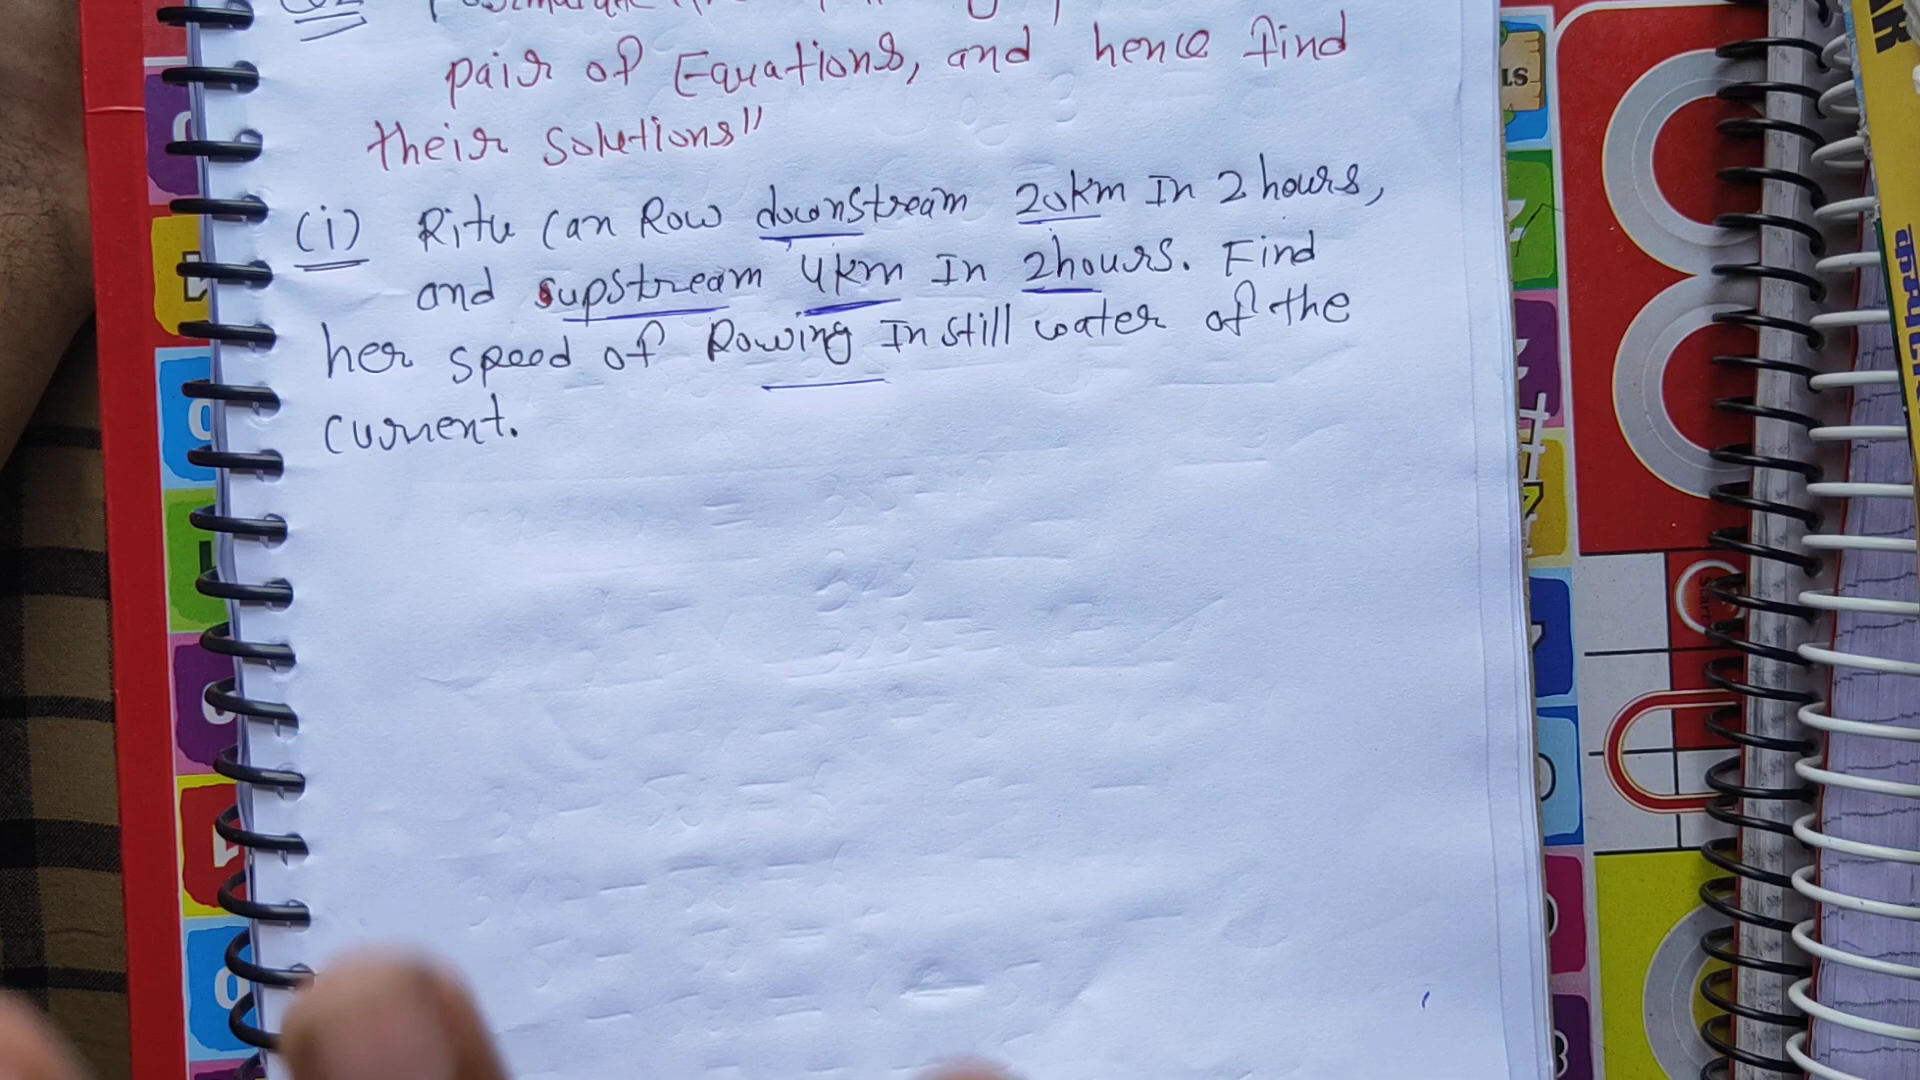 pair of Equations, and hence find
their solutions"
(i) Ritu can Row downstream 20km In 2 hours,
and supstream 4km In 2hours. Find
her speed of Rowing In still water of the
current.
LS